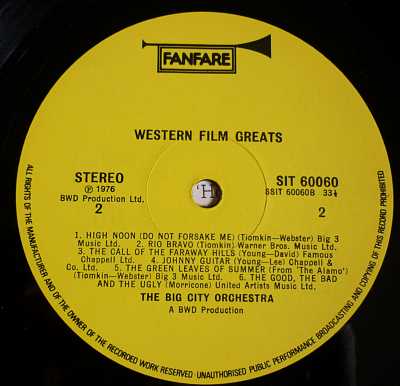 FANFARE
WESTERN FILM GREATS
STEREO
SIT 60060
℗ 1976
SSIT 60060B 33⅓
BWD Production Ltd.
2
2
1. HIGH NOON (DO NOT FORSAKE ME) (Tiomkin—Webster) Big 3
Music Ltd. 2. RIO BRAVO (Tiomkin) Warner Bros. Music Ltd.
3. THE CALL OF THE FARAWAY HILLS (Young—David) Famous
Chappell Ltd. 4. JOHNNY GUITAR (Young—Lee) Chappell &
Co. Ltd. 5. THE GREEN LEAVES OF SUMMER (From 'The Alamo')
(Tiomkin—Webster) Big 3 Music Ltd. 6. THE GOOD, THE BAD
AND THE UGLY (Morricone) United Artists Music Ltd.
THE BIG CITY ORCHESTRA
A BWD Production
ALL RIGHTS OF THE MANUFACTURER AND OF THE OWNER OF THE RECORDED WORK RESERVED · UNAUTHORISED PUBLIC PERFORMANCE BROADCASTING AND COPYING OF THIS RECORD PROHIBITED